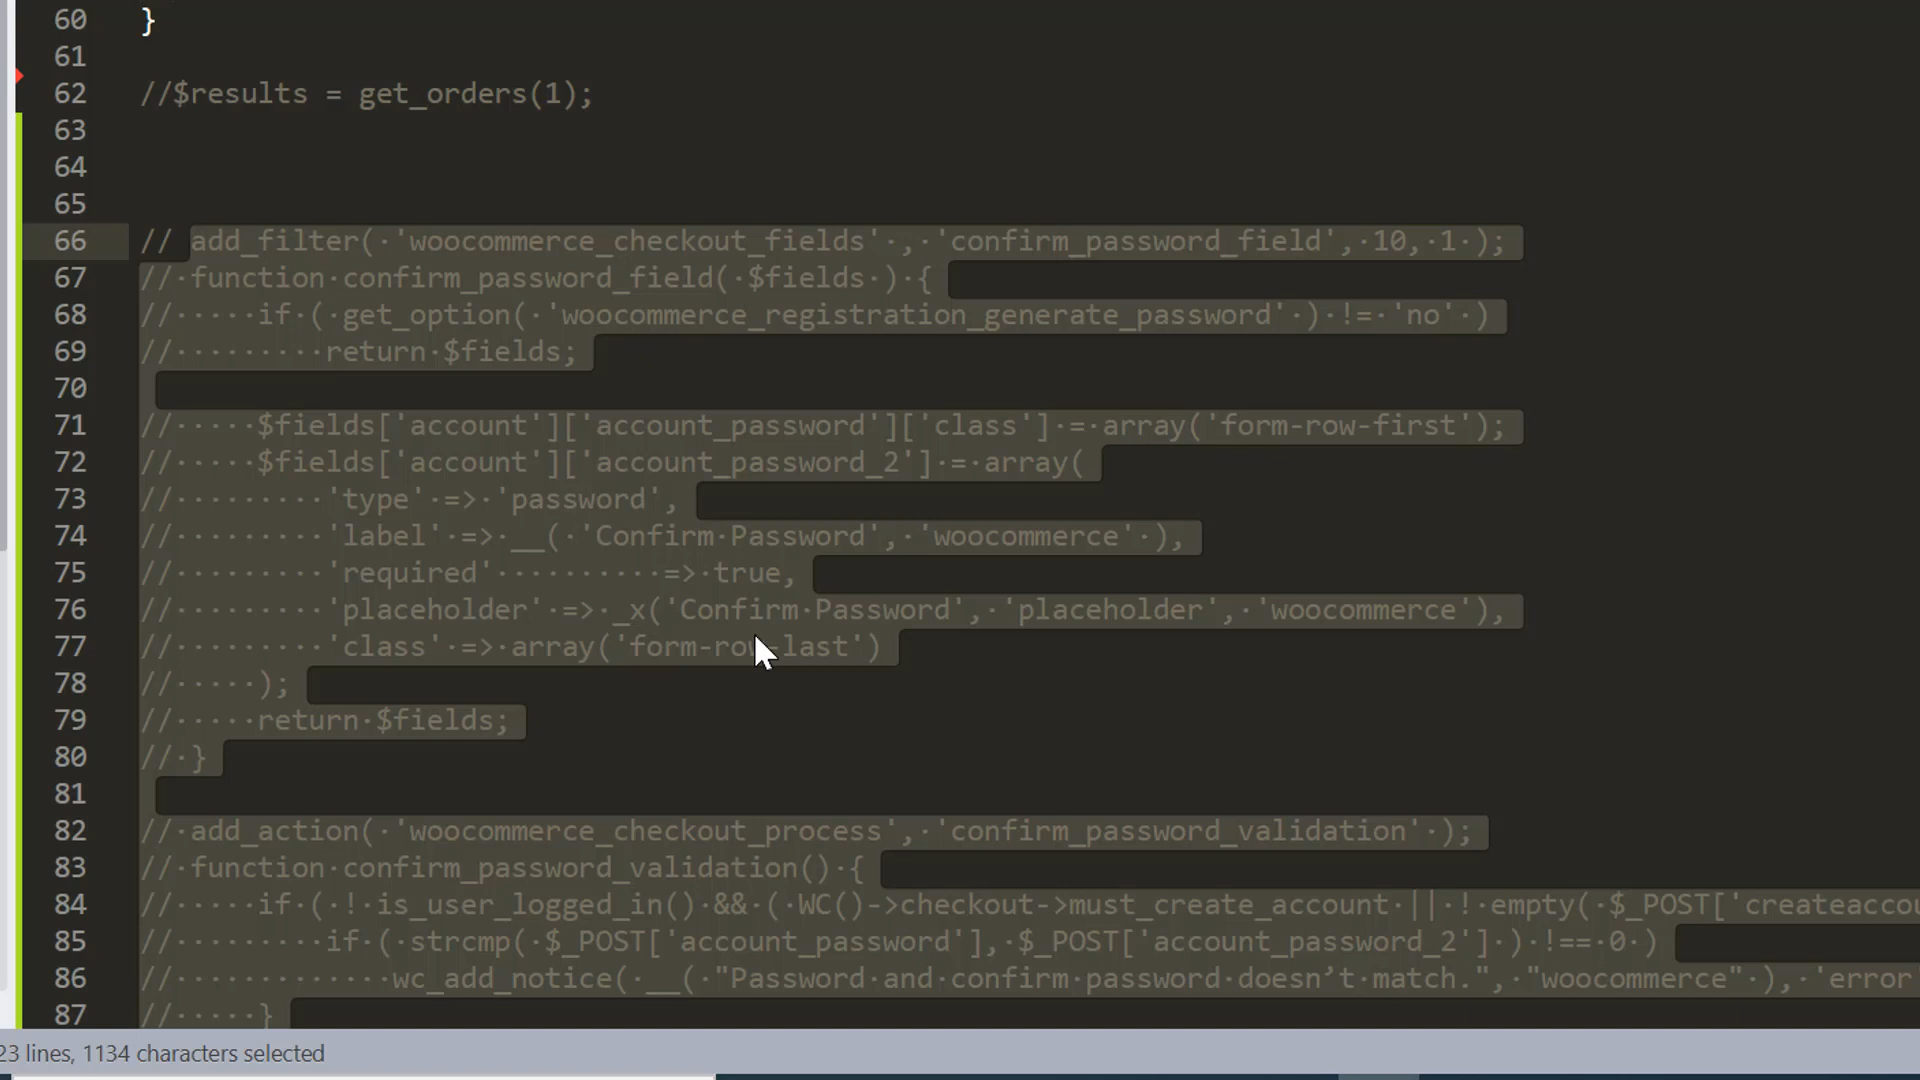 60 }
61
62 //$results = get_orders(1);
63
64
65
66 // add_filter( 'woocommerce_checkout_fields' , 'confirm_password_field', 10, 1 );
67 // function confirm_password_field( $fields ) {
68 //     if ( get_option( 'woocommerce_registration_generate_password' ) != 'no' )
69 //         return $fields;
70
71 //     $fields['account']['account_password']['class'] = array('form-row-first');
72 //     $fields['account']['account_password_2'] = array(
73 //         'type' => 'password',
74 //         'label' => __( 'Confirm Password', 'woocommerce' ),
75 //         'required'          => true,
76 //         'placeholder' => _x('Confirm Password', 'placeholder', 'woocommerce'),
77 //         'class' => array('form-row-last')
78 //     );
79 //     return $fields;
80 // }
81
82 // add_action( 'woocommerce_checkout_process', 'confirm_password_validation' );
83 // function confirm_password_validation() {
84 //     if ( ! is_user_logged_in() && ( WC()->checkout->must_create_account || ! empty( $_POST['createaccou
85 //         if ( strcmp( $_POST['account_password'], $_POST['account_password_2'] ) !== 0 )
86 //             wc_add_notice( __( "Password and confirm password doesn’t match.", "woocommerce" ), 'error
87 //     }
23 lines, 1134 characters selected